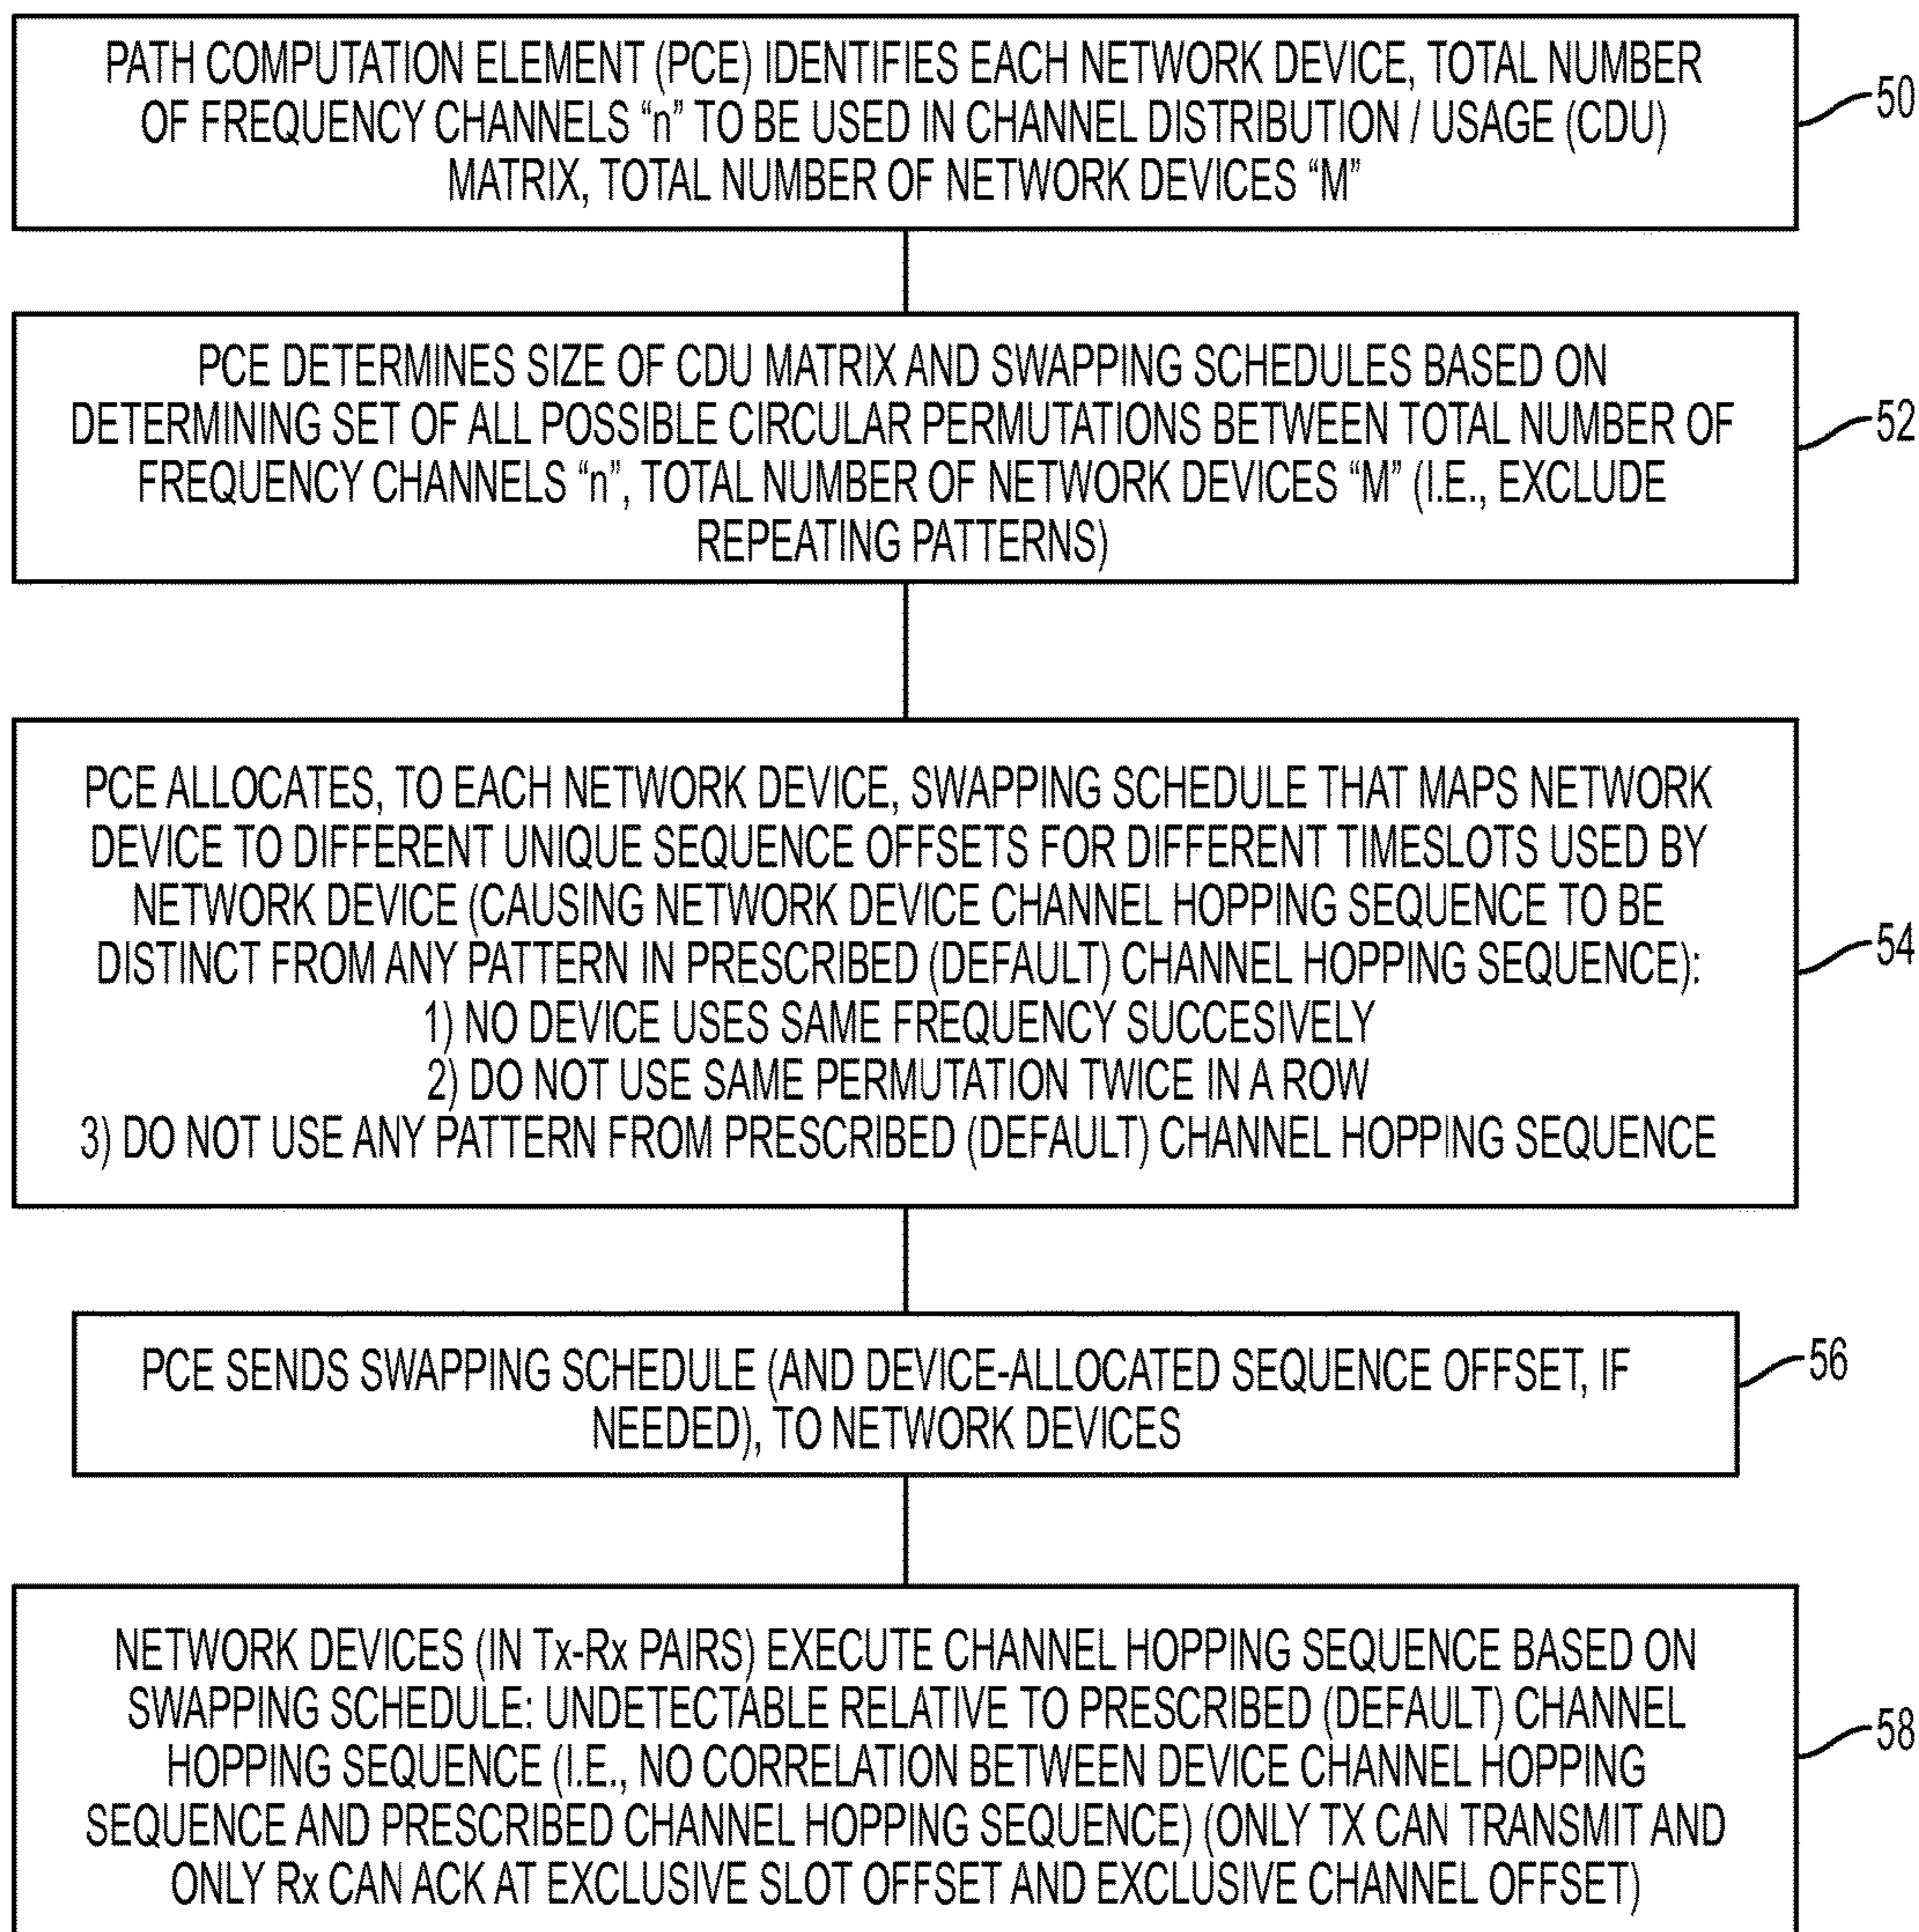 PATH COMPUTATION ELEMENT (PCE) IDENTIFIES EACH NETWORK DEVICE, TOTAL NUMBER
OF FREQUENCY CHANNELS “n” TO BE USED IN CHANNEL DISTRIBUTION / USAGE (CDU)
MATRIX, TOTAL NUMBER OF NETWORK DEVICES “M”
50
PCE DETERMINES SIZE OF CDU MATRIX AND SWAPPING SCHEDULES BASED ON
DETERMINING SET OF ALL POSSIBLE CIRCULAR PERMUTATIONS BETWEEN TOTAL NUMBER OF
FREQUENCY CHANNELS “n”, TOTAL NUMBER OF NETWORK DEVICES “M” (I.E., EXCLUDE
REPEATING PATTERNS)
52
PCE ALLOCATES, TO EACH NETWORK DEVICE, SWAPPING SCHEDULE THAT MAPS NETWORK
DEVICE TO DIFFERENT UNIQUE SEQUENCE OFFSETS FOR DIFFERENT TIMESLOTS USED BY
NETWORK DEVICE (CAUSING NETWORK DEVICE CHANNEL HOPPING SEQUENCE TO BE
DISTINCT FROM ANY PATTERN IN PRESCRIBED (DEFAULT) CHANNEL HOPPING SEQUENCE):
1) NO DEVICE USES SAME FREQUENCY SUCCESIVELY
2) DO NOT USE SAME PERMUTATION TWICE IN A ROW
3) DO NOT USE ANY PATTERN FROM PRESCRIBED (DEFAULT) CHANNEL HOPPING SEQUENCE
54
PCE SENDS SWAPPING SCHEDULE (AND DEVICE-ALLOCATED SEQUENCE OFFSET, IF
NEEDED), TO NETWORK DEVICES
56
NETWORK DEVICES (IN Tx-Rx PAIRS) EXECUTE CHANNEL HOPPING SEQUENCE BASED ON
SWAPPING SCHEDULE: UNDETECTABLE RELATIVE TO PRESCRIBED (DEFAULT) CHANNEL
HOPPING SEQUENCE (I.E., NO CORRELATION BETWEEN DEVICE CHANNEL HOPPING
SEQUENCE AND PRESCRIBED CHANNEL HOPPING SEQUENCE) (ONLY TX CAN TRANSMIT AND
ONLY Rx CAN ACK AT EXCLUSIVE SLOT OFFSET AND EXCLUSIVE CHANNEL OFFSET)
58